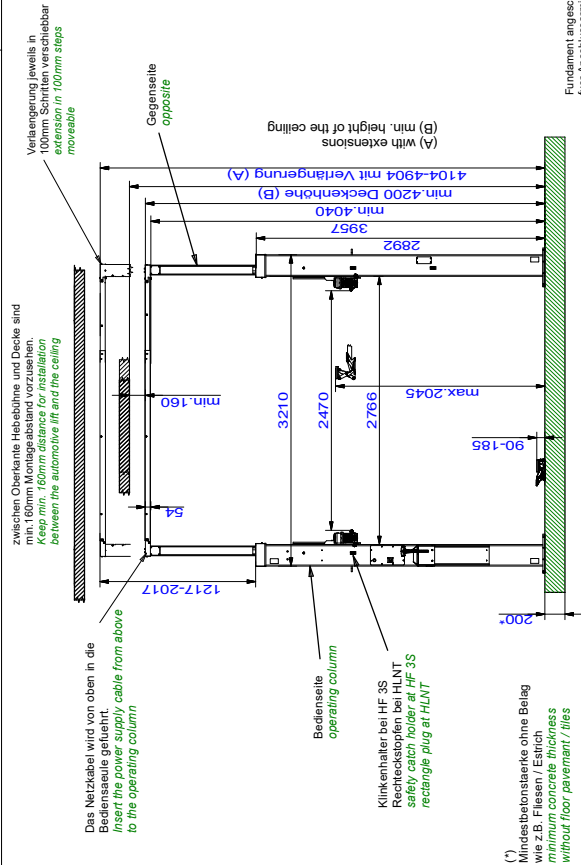 zwischen Oberkante Hebebühne und Decke sind
min.160mm Montageabstand vorzusehen.
Keep min. 160mm distance for installation
between the automotive lift and the ceiling
Verlaengerung jeweils in
100mm Schritten verschiebbar
extension in 100mm steps
moveable
Gegenseite
opposite
Das Netzkabel wird von oben in die
Bediensaeule gefuehrt.
Insert the power supply cable from above
to the operating column
Bedienseite
operating column
Klinkenhalter bei HF 3S
Rechteckstopfen bei HLNT
safety catch holder at HF 3S
rectangle plug at HLNT
(*)
Mindestbetonstaerke ohne Belag
wie z.B. Fliesen / Estrich
minimum concrete thickness
without floor pavement / tiles
(A) with extensions
(B) min. height of the ceiling
4104-4904 mit Verlängerung (A)
min.4200 Deckenhöhe (B)
min.4040
3957
2892
min.160
54
1217-2017
3210
2470
2766
max.2045
90-185
200*
Fundament angesc